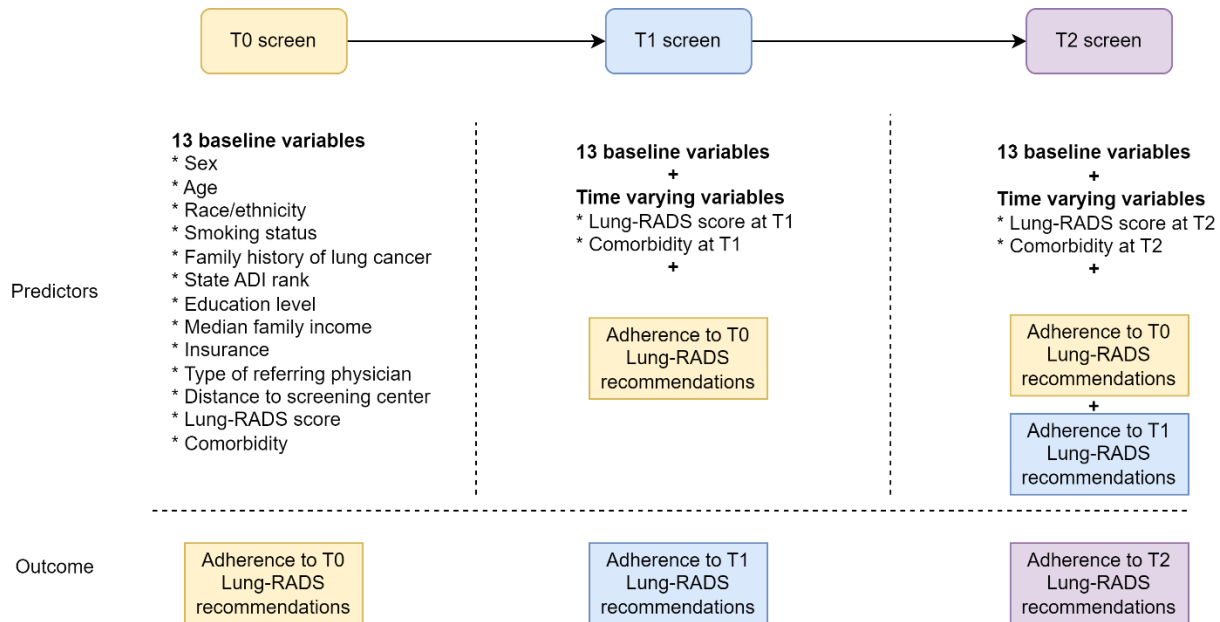 T0 screen
T1 screen
T2 screen
Predictors
13 baseline variables
* Sex
* Age
* Race/ethnicity
* Smoking status
* Family history of lung cancer
* State ADI rank
* Education level
* Median family income
* Insurance
* Type of referring physician
* Distance to screening center
* Lung-RADS score
* Comorbidity
13 baseline variables
+
Time varying variables
* Lung-RADS score at T1
* Comorbidity at T1
+
Adherence to T0
Lung-RADS
recommendations
13 baseline variables
+
Time varying variables
* Lung-RADS score at T2
* Comorbidity at T2
+
Adherence to T0
Lung-RADS
recommendations
+
Adherence to T1
Lung-RADS
recommendations
Outcome
Adherence to T0
Lung-RADS
recommendations
Adherence to T1
Lung-RADS
recommendations
Adherence to T2
Lung-RADS
recommendations